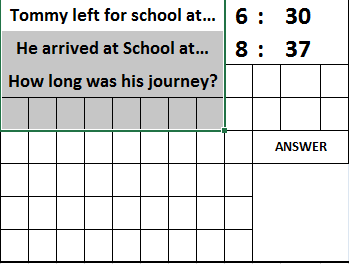 Tommy left for school at... 6 : 30
He arrived at School at... 8 : 37
How long was his journey?
ANSWER